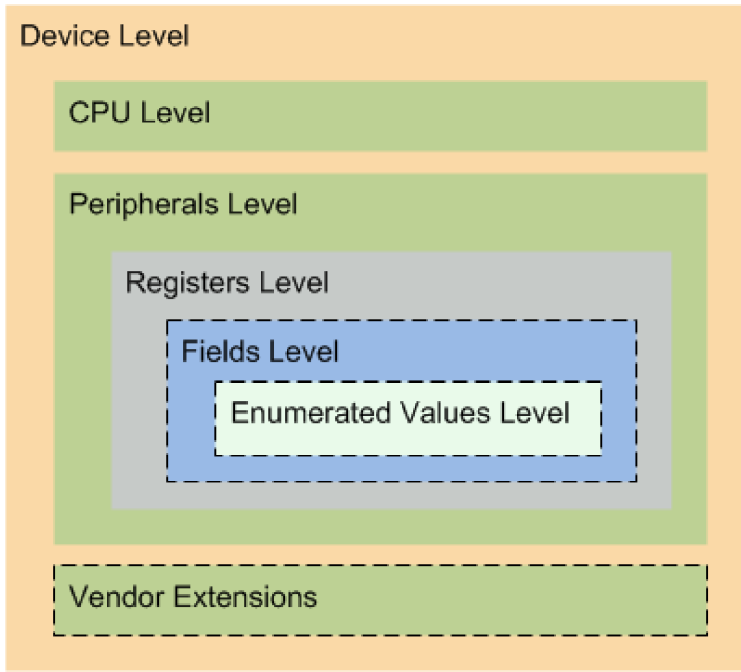 Device Level
CPU Level
Peripherals Level
Registers Level
Fields Level
Enumerated Values Level
Vendor Extensions